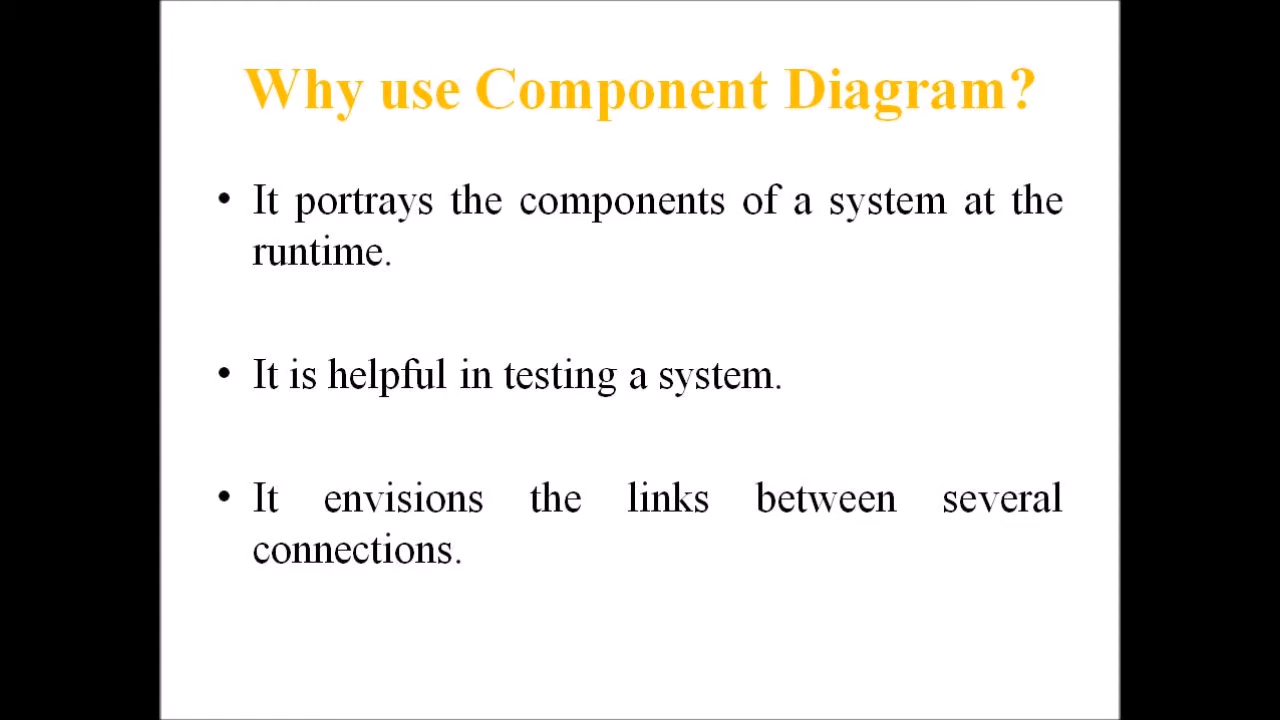 Why use Component Diagram?
• It portrays the components of a system at the
runtime.
• It is helpful in testing a system.
• It envisions the links between several
connections.